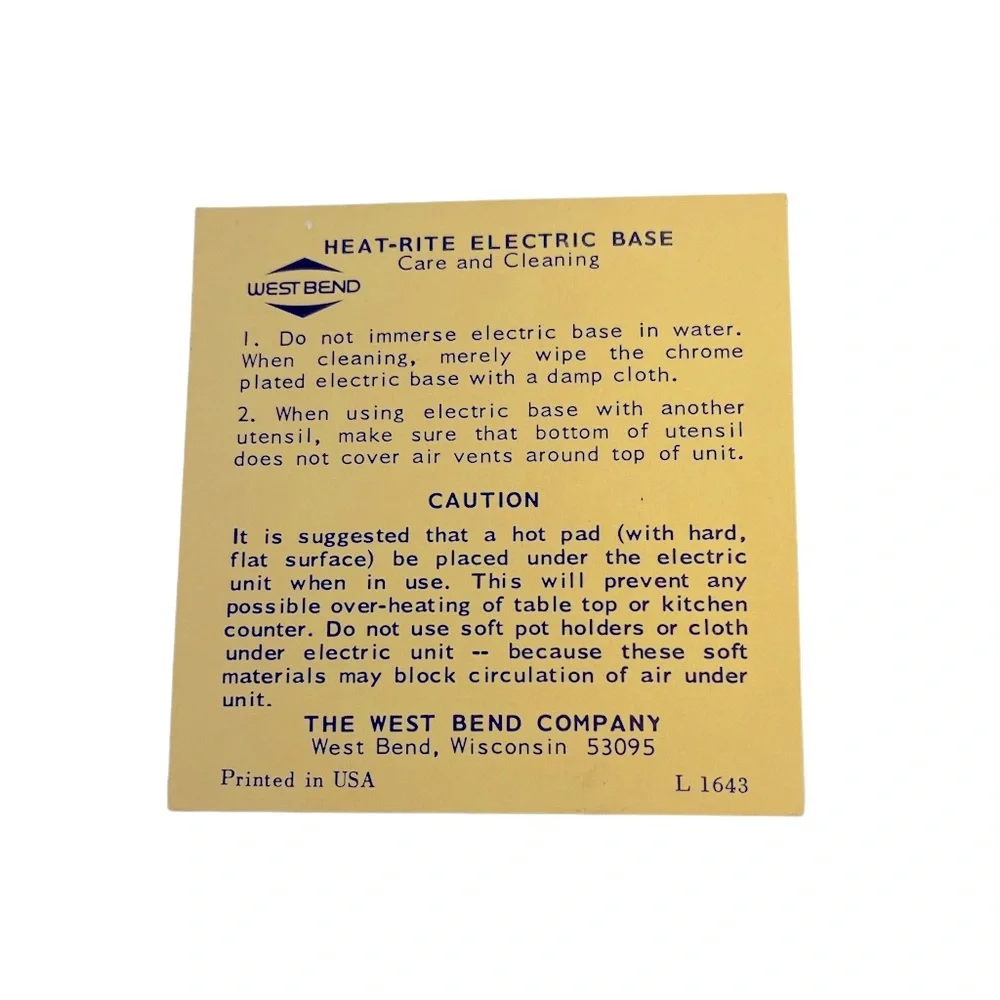 HEAT-RITE ELECTRIC BASE
Care and Cleaning
WEST BEND
1. Do not immerse electric base in water.
When cleaning, merely wipe the chrome
plated electric base with a damp cloth.
2. When using electric base with another
utensil, make sure that bottom of utensil
does not cover air vents around top of unit.
CAUTION
It is suggested that a hot pad (with hard,
flat surface) be placed under the electric
unit when in use. This will prevent any
possible over-heating of table top or kitchen
counter. Do not use soft pot holders or cloth
under electric unit -- because these soft
materials may block circulation of air under
unit.
THE WEST BEND COMPANY
West Bend, Wisconsin 53095
Printed in USA
L 1643